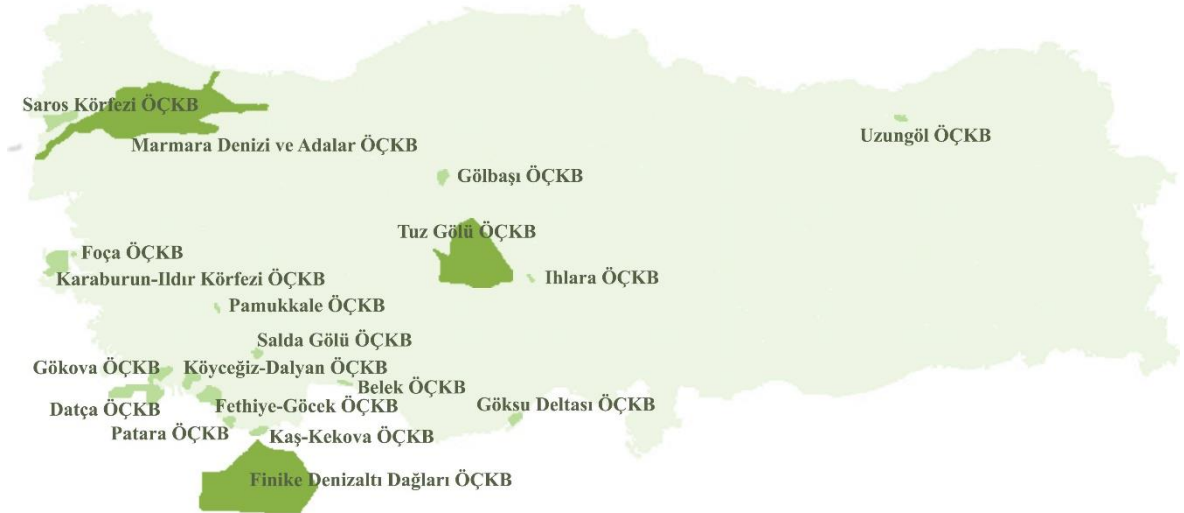 Saros Körfezi ÖÇKB
Marmara Denizi ve Adalar ÖÇKB
Uzungöl ÖÇKB
Gölbaşı ÖÇKB
Tuz Gölü ÖÇKB
Foça ÖÇKB
Karaburun-Ildır Körfezi ÖÇKB
Ihlara ÖÇKB
Pamukkale ÖÇKB
Salda Gölü ÖÇKB
Gökova ÖÇKB
Köyceğiz-Dalyan ÖÇKB
Belek ÖÇKB
Datça ÖÇKB
Fethiye-Göcek ÖÇKB
Göksu Deltası ÖÇKB
Patara ÖÇKB
Kaş-Kekova ÖÇKB
Finike Denizaltı Dağları ÖÇKB